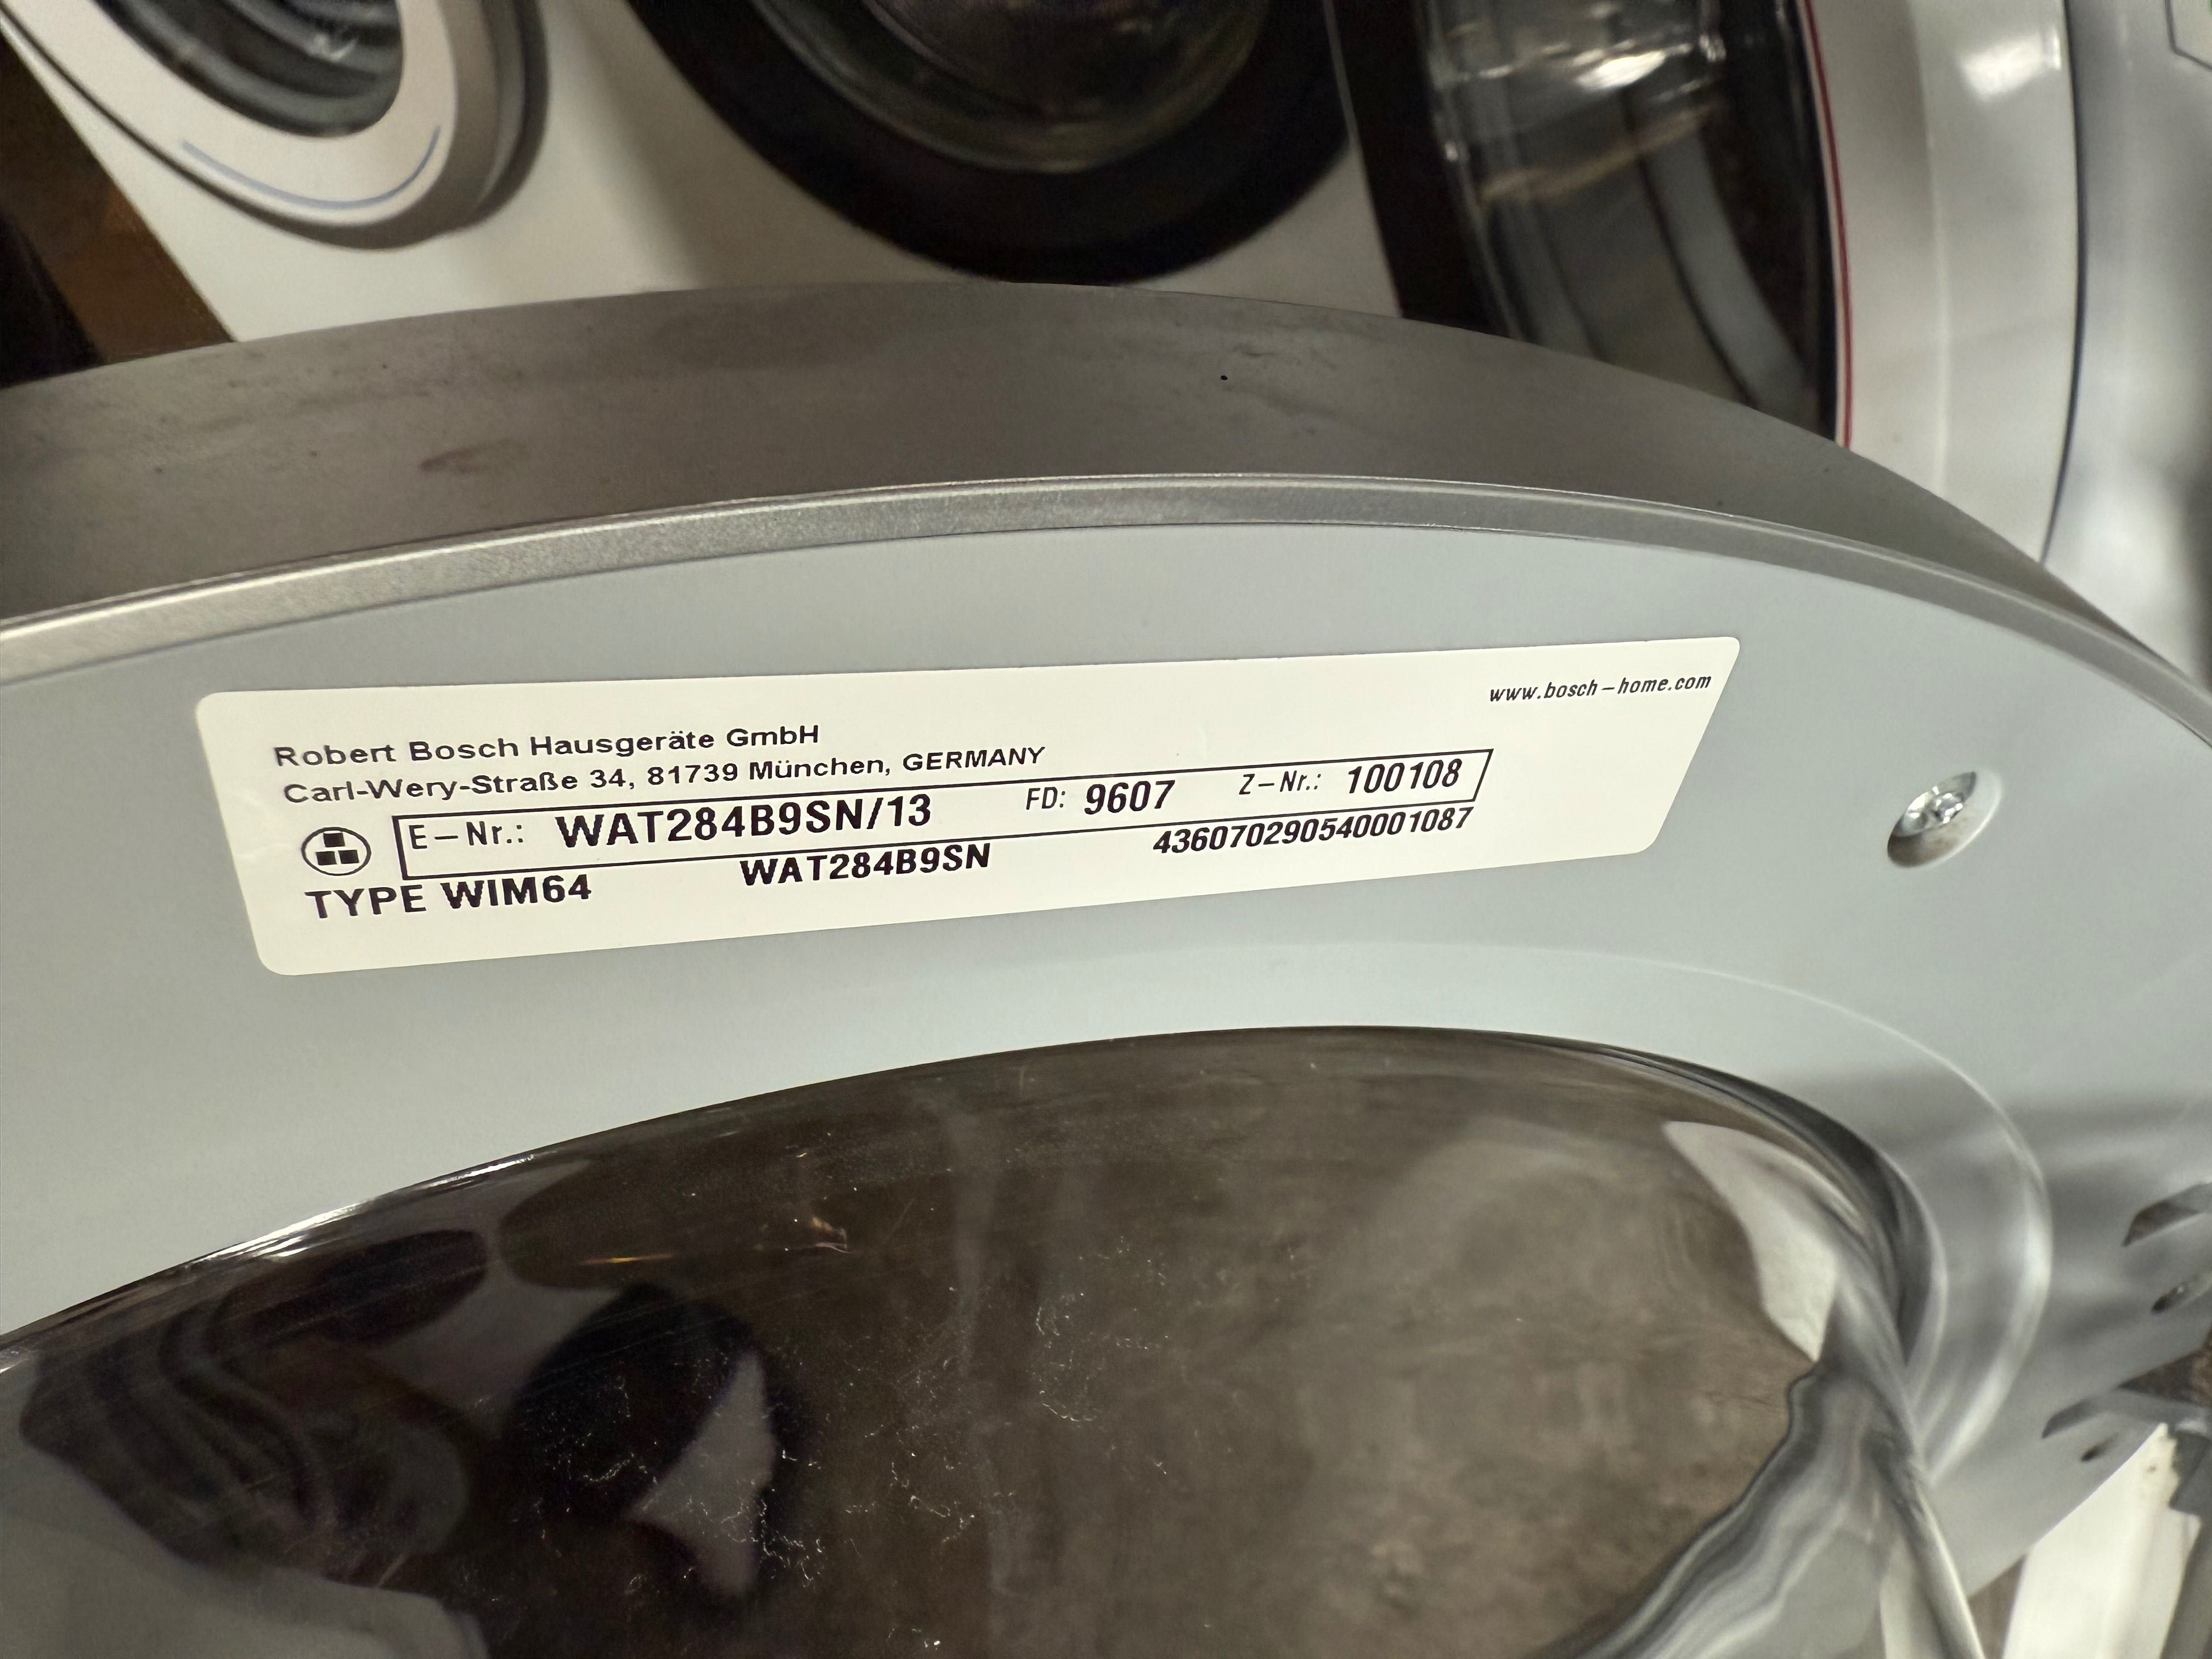 www.bosch-home.com
Robert Bosch Hausgeräte GmbH
Carl-Wery-Straße 34, 81739 München, GERMANY
E-Nr.: WAT284B9SN/13 FD: 9607 Z-Nr.: 100108
TYPE WIM64 WAT284B9SN 436070290540001087